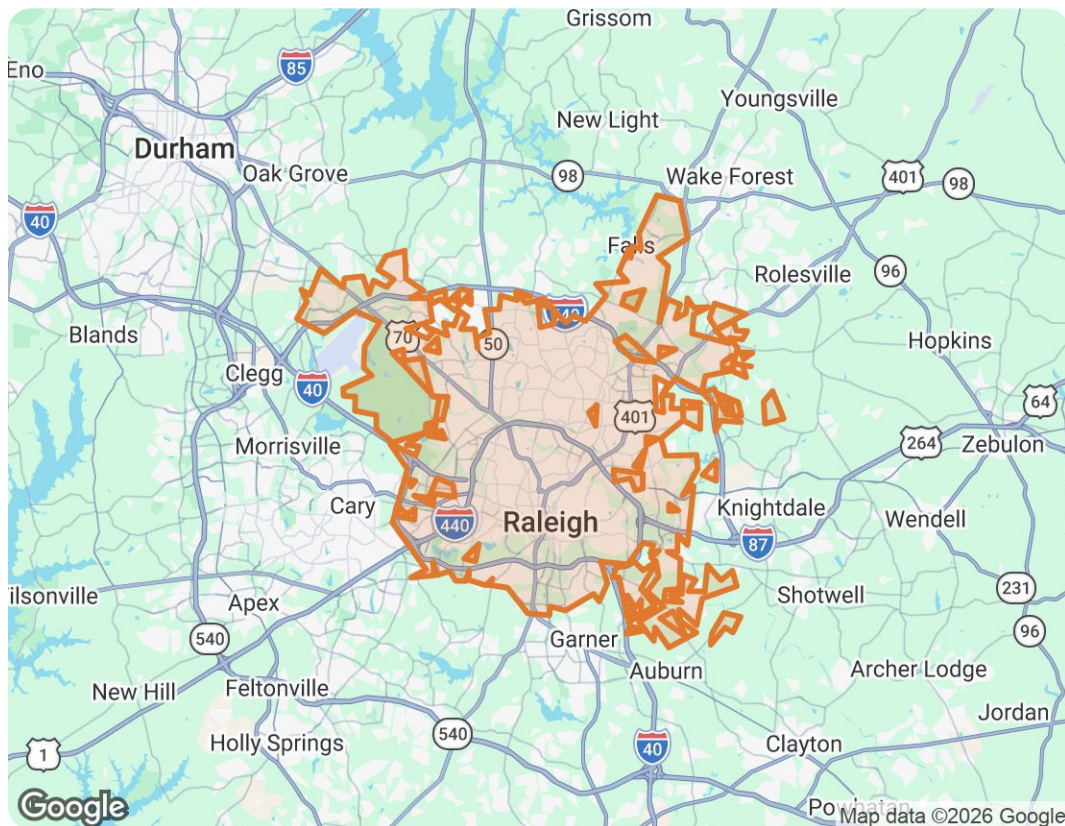 Grissom
Eno
85
Youngsville
New Light
Durham
Oak Grove
98
Wake Forest
401
98
40
Falls
Rolesville
96
Blands
70
50
Hopkins
Clegg
40
64
401
Morrisville
264
Zebulon
Cary
Knightdale
440
Raleigh
Wendell
87
ilsonville
Apex
Shotwell
231
540
Garner
96
Auburn
Archer Lodge
New Hill
Feltonville
Jordan
540
Holly Springs
40
Clayton
1
Google
Map data ©2026 Google